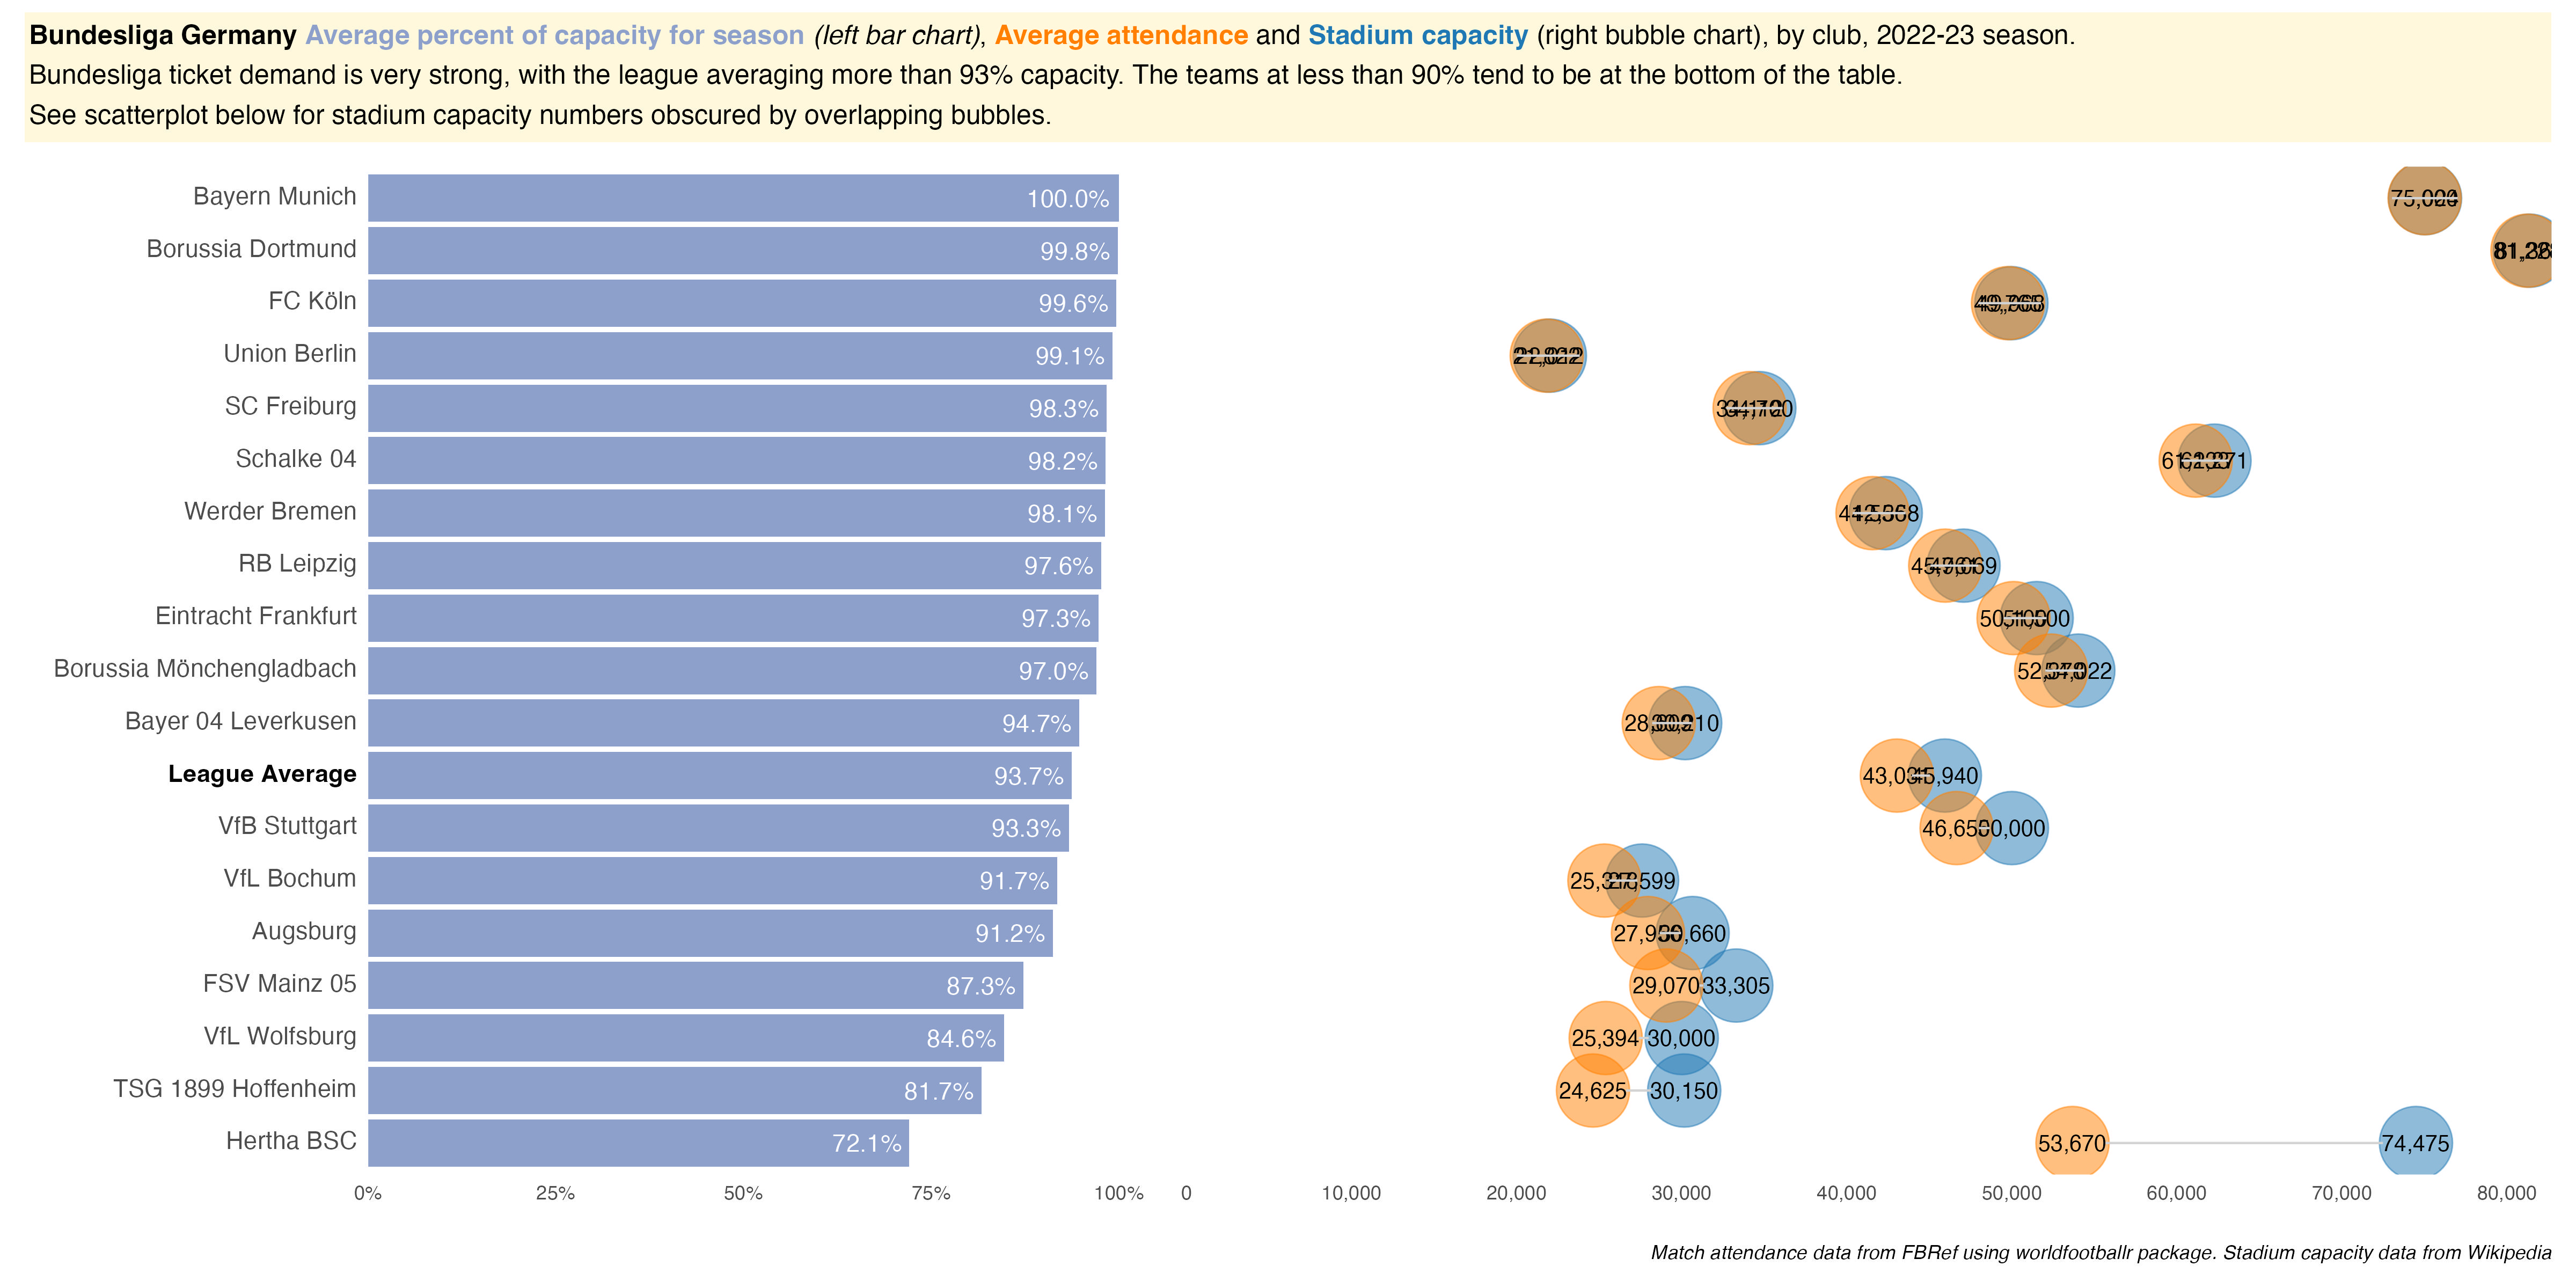 Bundesliga Germany Average percent of capacity for season (left bar chart), Average attendance and Stadium capacity (right bubble chart), by club, 2022-23 season.
Bundesliga ticket demand is very strong, with the league averaging more than 93% capacity. The teams at less than 90% tend to be at the bottom of the table.
See scatterplot below for stadium capacity numbers obscured by overlapping bubbles.
Bayern Munich 100.0%
Borussia Dortmund 99.8%
FC Köln 99.6%
Union Berlin 99.1%
SC Freiburg 98.3%
Schalke 04 98.2%
Werder Bremen 98.1%
RB Leipzig 97.6%
Eintracht Frankfurt 97.3%
Borussia Mönchengladbach 97.0%
Bayer 04 Leverkusen 94.7%
League Average 93.7% 45,940
VfB Stuttgart 93.3% 50,000
VfL Bochum 91.7% 27,599
Augsburg 91.2% 30,660
FSV Mainz 05 87.3% 29,070 33,305
VfL Wolfsburg 84.6% 25,394 30,000
TSG 1899 Hoffenheim 81.7% 24,625 30,150
Hertha BSC 72.1% 53,670 74,475
0% 25% 50% 75% 100% 0 10,000 20,000 30,000 40,000 50,000 60,000 70,000 80,000
Match attendance data from FBRef using worldfootballr package. Stadium capacity data from Wikipedia